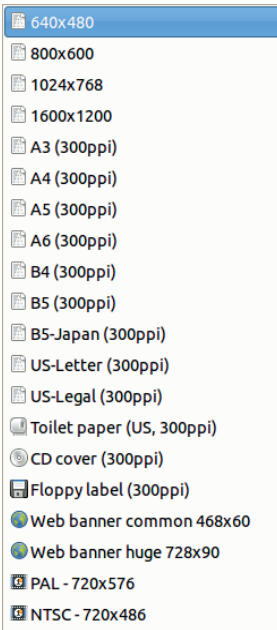 640x480
800x600
1024x768
1600x1200
A3 (300ppi)
A4 (300ppi)
A5 (300ppi)
A6 (300ppi)
B4 (300ppi)
B5 (300ppi)
B5-Japan (300ppi)
US-Letter (300ppi)
US-Legal (300ppi)
Toilet paper (US, 300ppi)
CD cover (300ppi)
Floppy label (300ppi)
Web banner common 468x60
Web banner huge 728x90
PAL - 720x576
NTSC - 720x486